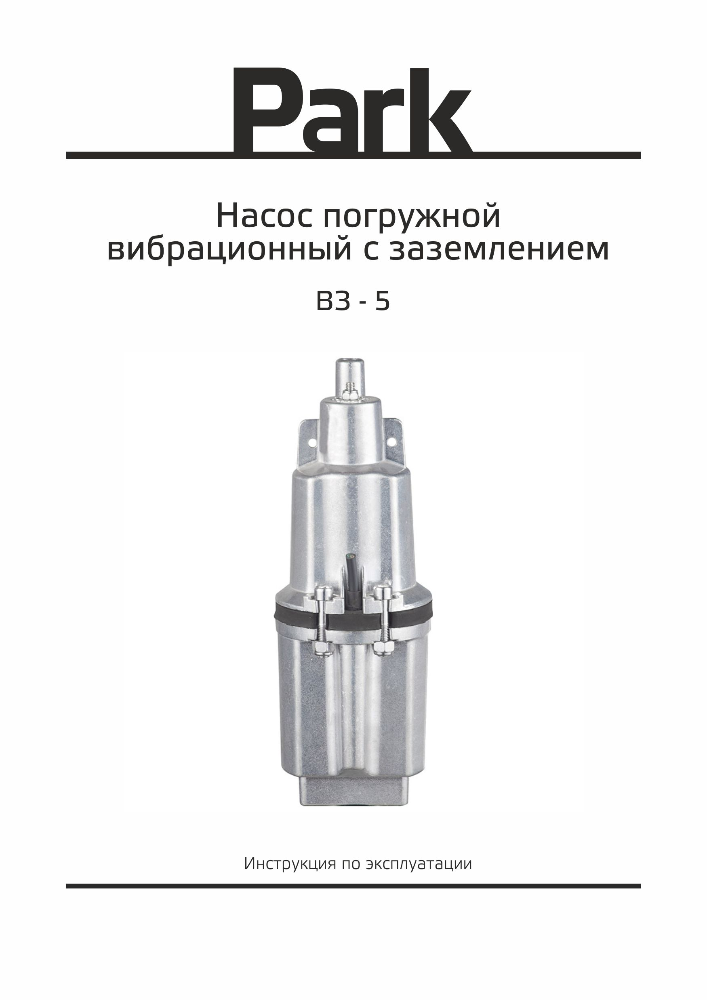 Park
Насос погружной
вибрационный с заземлением
ВЗ - 5
Инструкция по эксплуатации